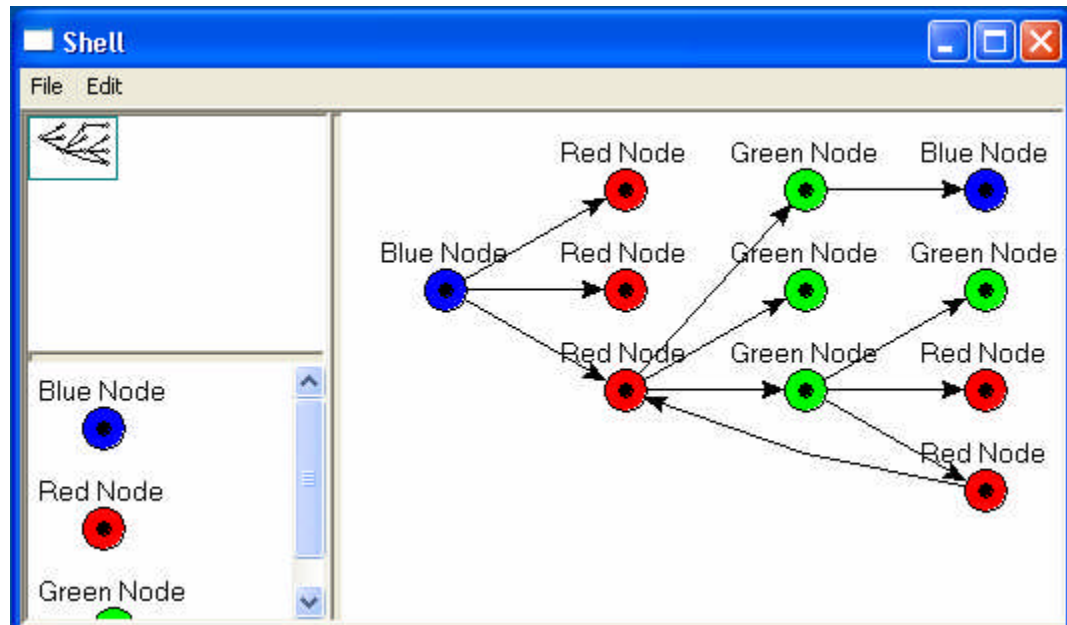 Shell
File Edit
Red Node Green Node Blue Node
Blue Node Red Node Green Node Green Node
Red Node Green Node Red Node
Red Node
Blue Node
Red Node
Green Node